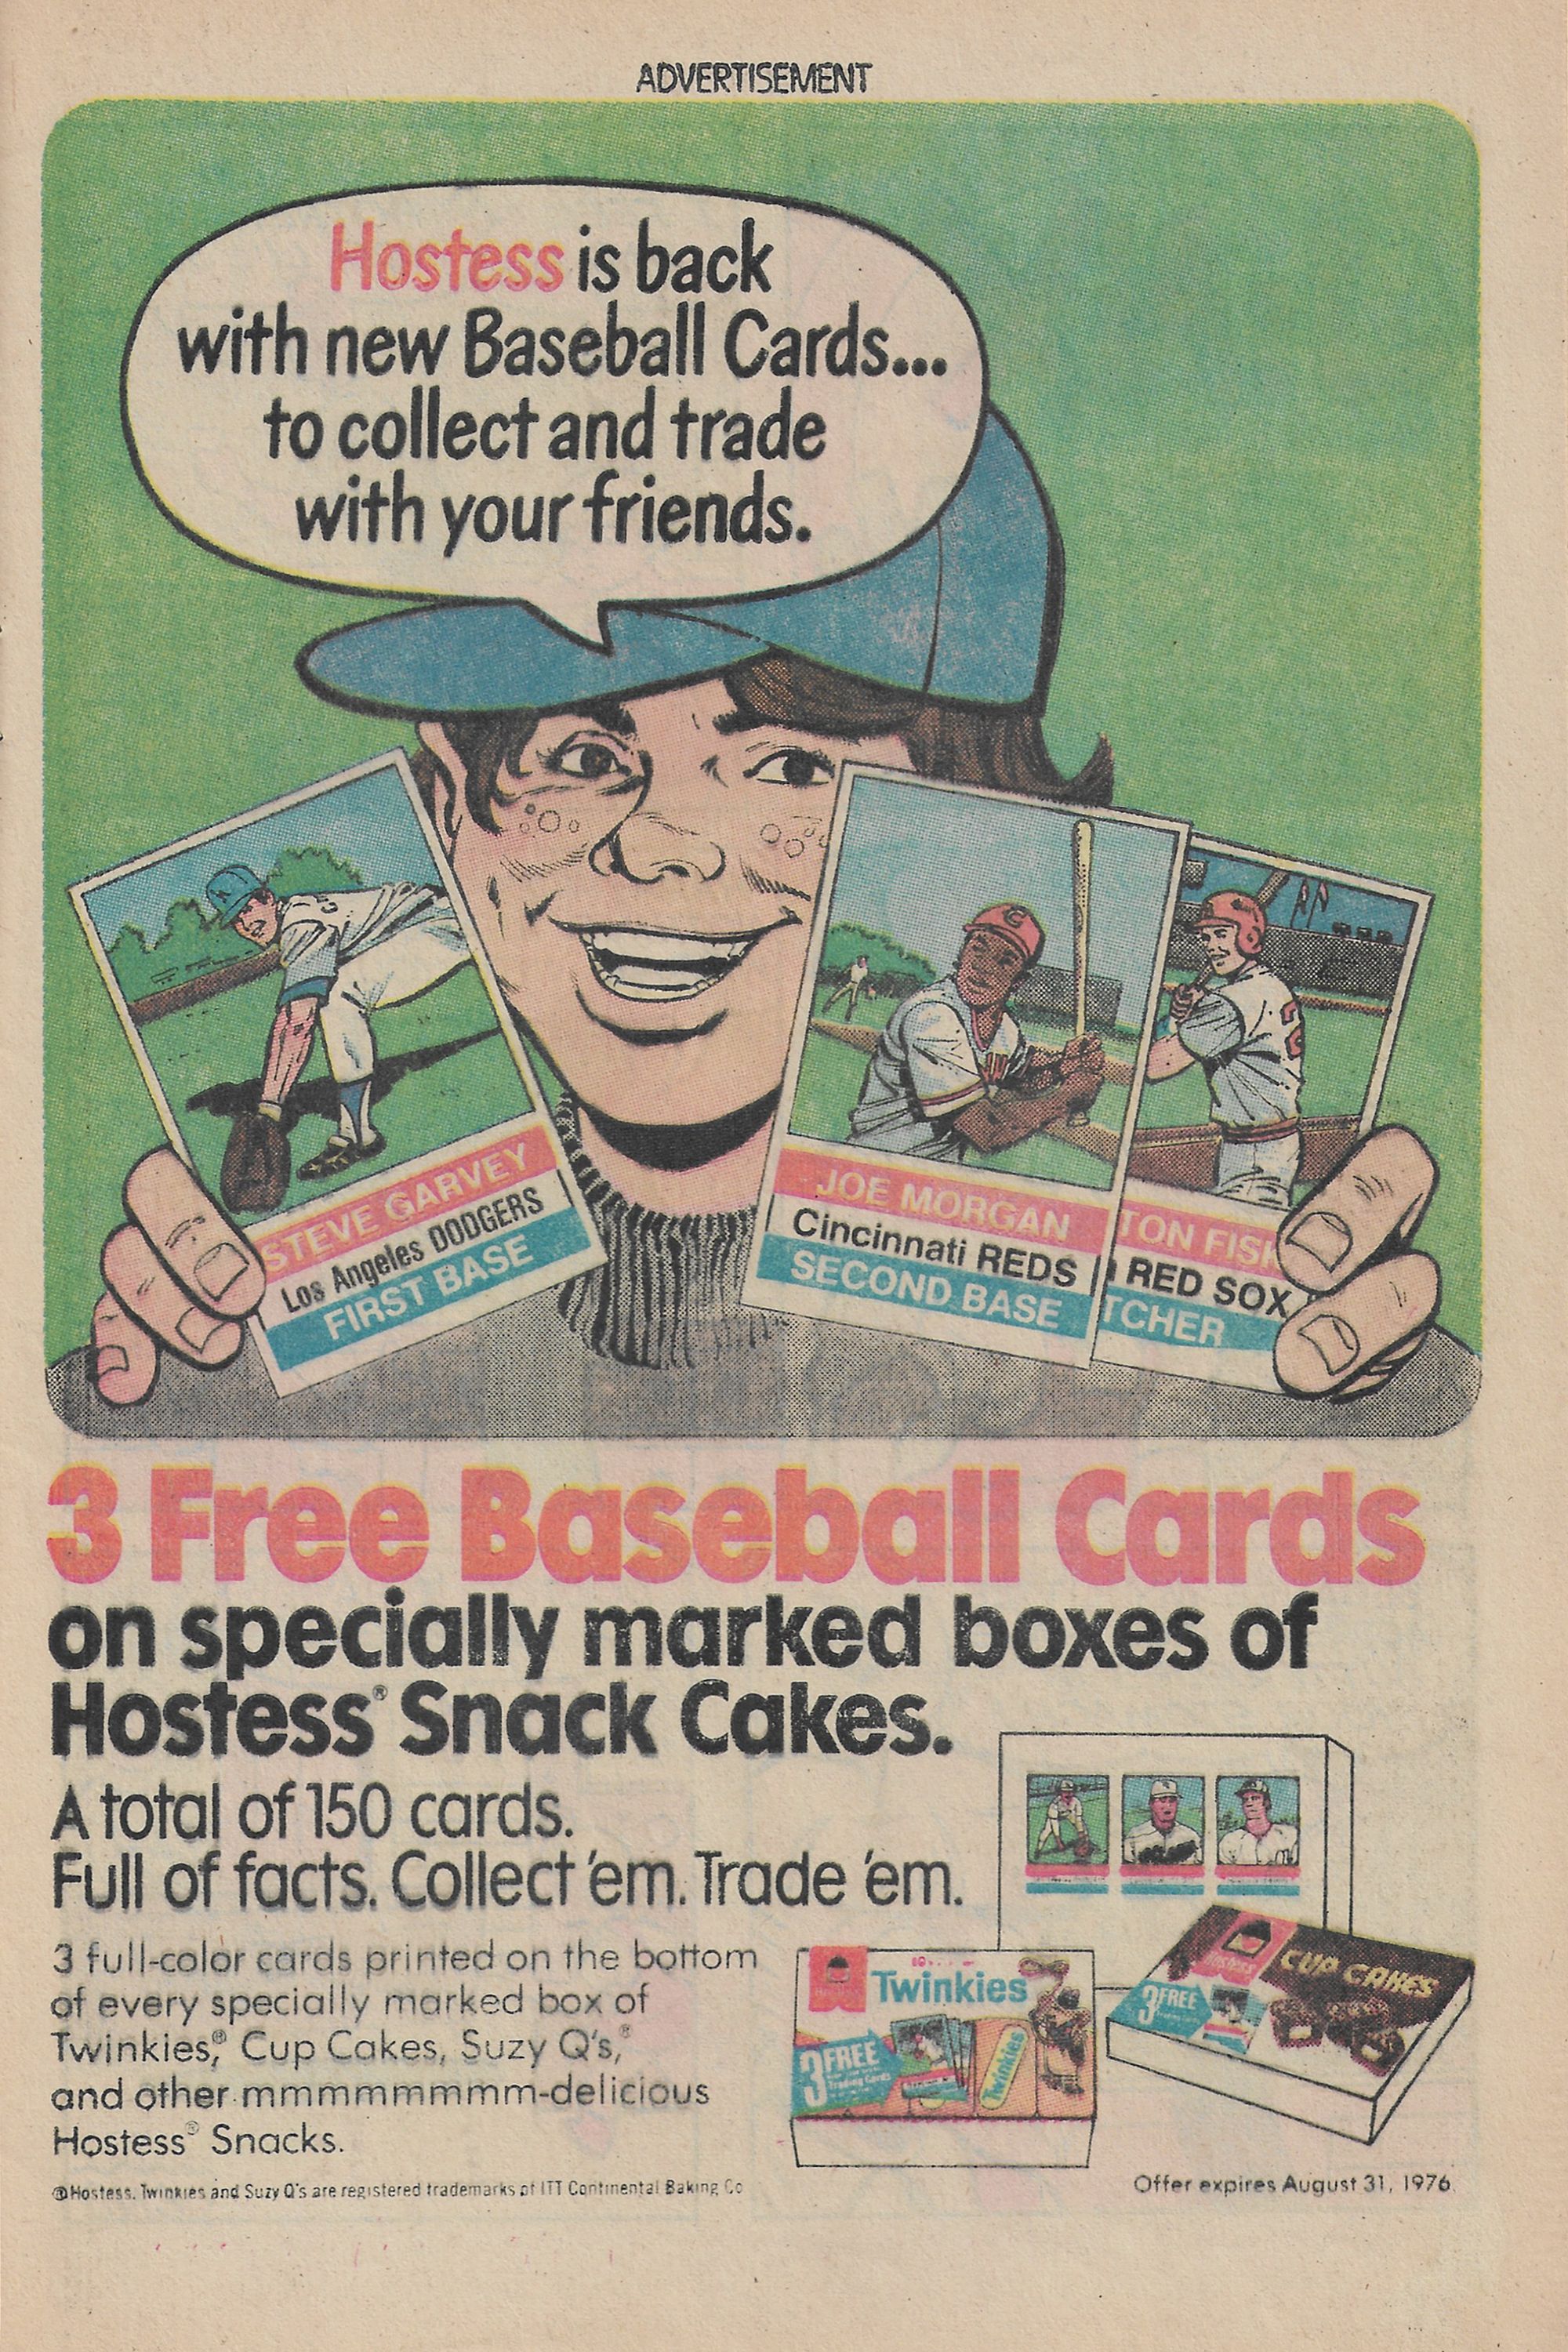 ADVERTISEMENT
Hostess is back
with new Baseball Cards...
to collect and trade
with your friends.
STEVE GARVEY
Los Angeles DODGERS
FIRST BASE
JOE MORGAN
Cincinnati REDS
SECOND BASE
TON FISK
RED SOX
TCHER
3 Free Baseball Cards
on specially marked boxes of
Hostess® Snack Cakes.
A total of 150 cards.
Full of facts. Collect 'em. Trade 'em.
3 full-color cards printed on the bottom
of every specially marked box of
Twinkies,® Cup Cakes, Suzy Q's,®
and other mmmmmmmmm-delicious
Hostess® Snacks.
Twinkies
3 FREE
Trading Cards
Twinkies
Hostess
CUP CAKES
3 FREE
®Hostess, Twinkies and Suzy Q's are registered trademarks of ITT Continental Baking Co
Offer expires August 31, 1976